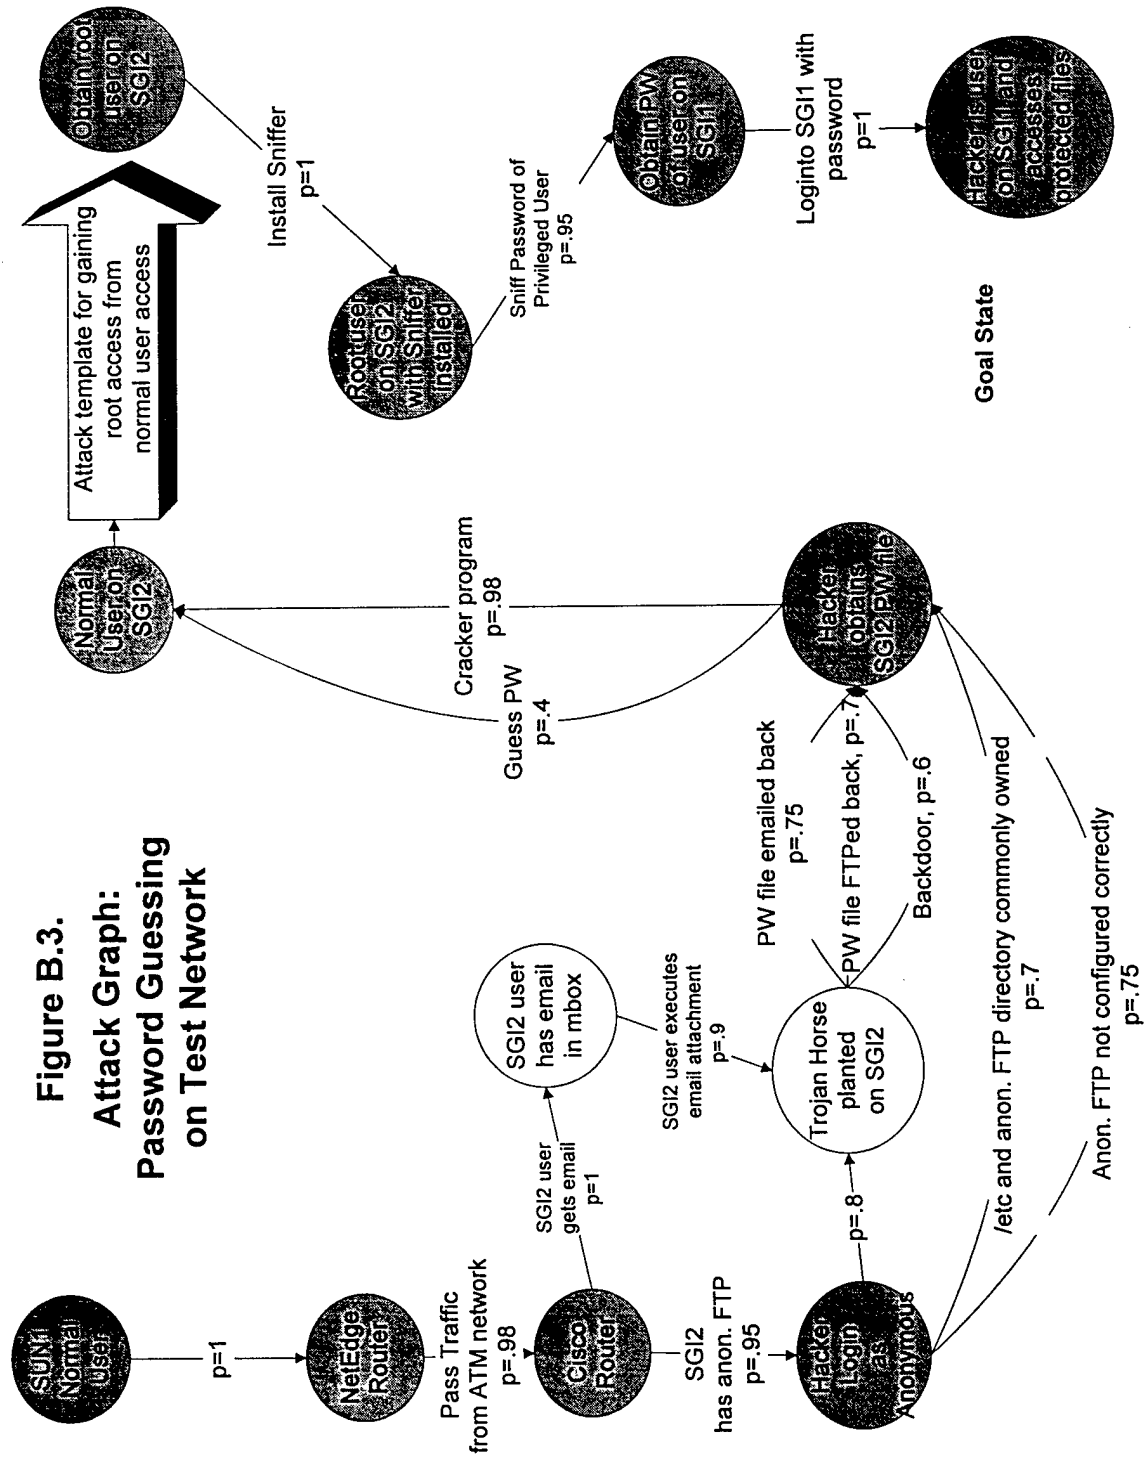 Figure B.3.
Attack Graph:
Password Guessing
on Test Network
SUN1
Normal
User
p=1
NetEdge
Router
Pass Traffic
from ATM network
p=.98
Cisco
Router
SGI2 user
gets email
p=1
SGI2 user
has email
in mbox
SGI2 user executes
email attachment
p=.9
SGI2
has anon. FTP
p=.95
Hacker
Login
as
Anonymous
p=.8
Trojan Horse
planted
on SGI2
PW file emailed back
p=.75
PW file FTPed back, p=.7
Backdoor, p=.6
/etc and anon. FTP directory commonly owned
p=.7
Anon. FTP not configured correctly
p=.75
Hacker
obtains
SGI2 PW file
Guess PW
p=.4
Cracker program
p=.98
Normal
User on
SGI2
Attack template for gaining
root access from
normal user access
Obtain root
user on
SGI2
Install Sniffer
p=1
Root user
on SGI2
with Sniffer
installed
Sniff Password of
Privileged User
p=.95
Obtain PW
of user on
SGI1
Login to SGI1 with
password
p=1
Goal State
Hacker is user
on SGI1 and
accesses
protected files